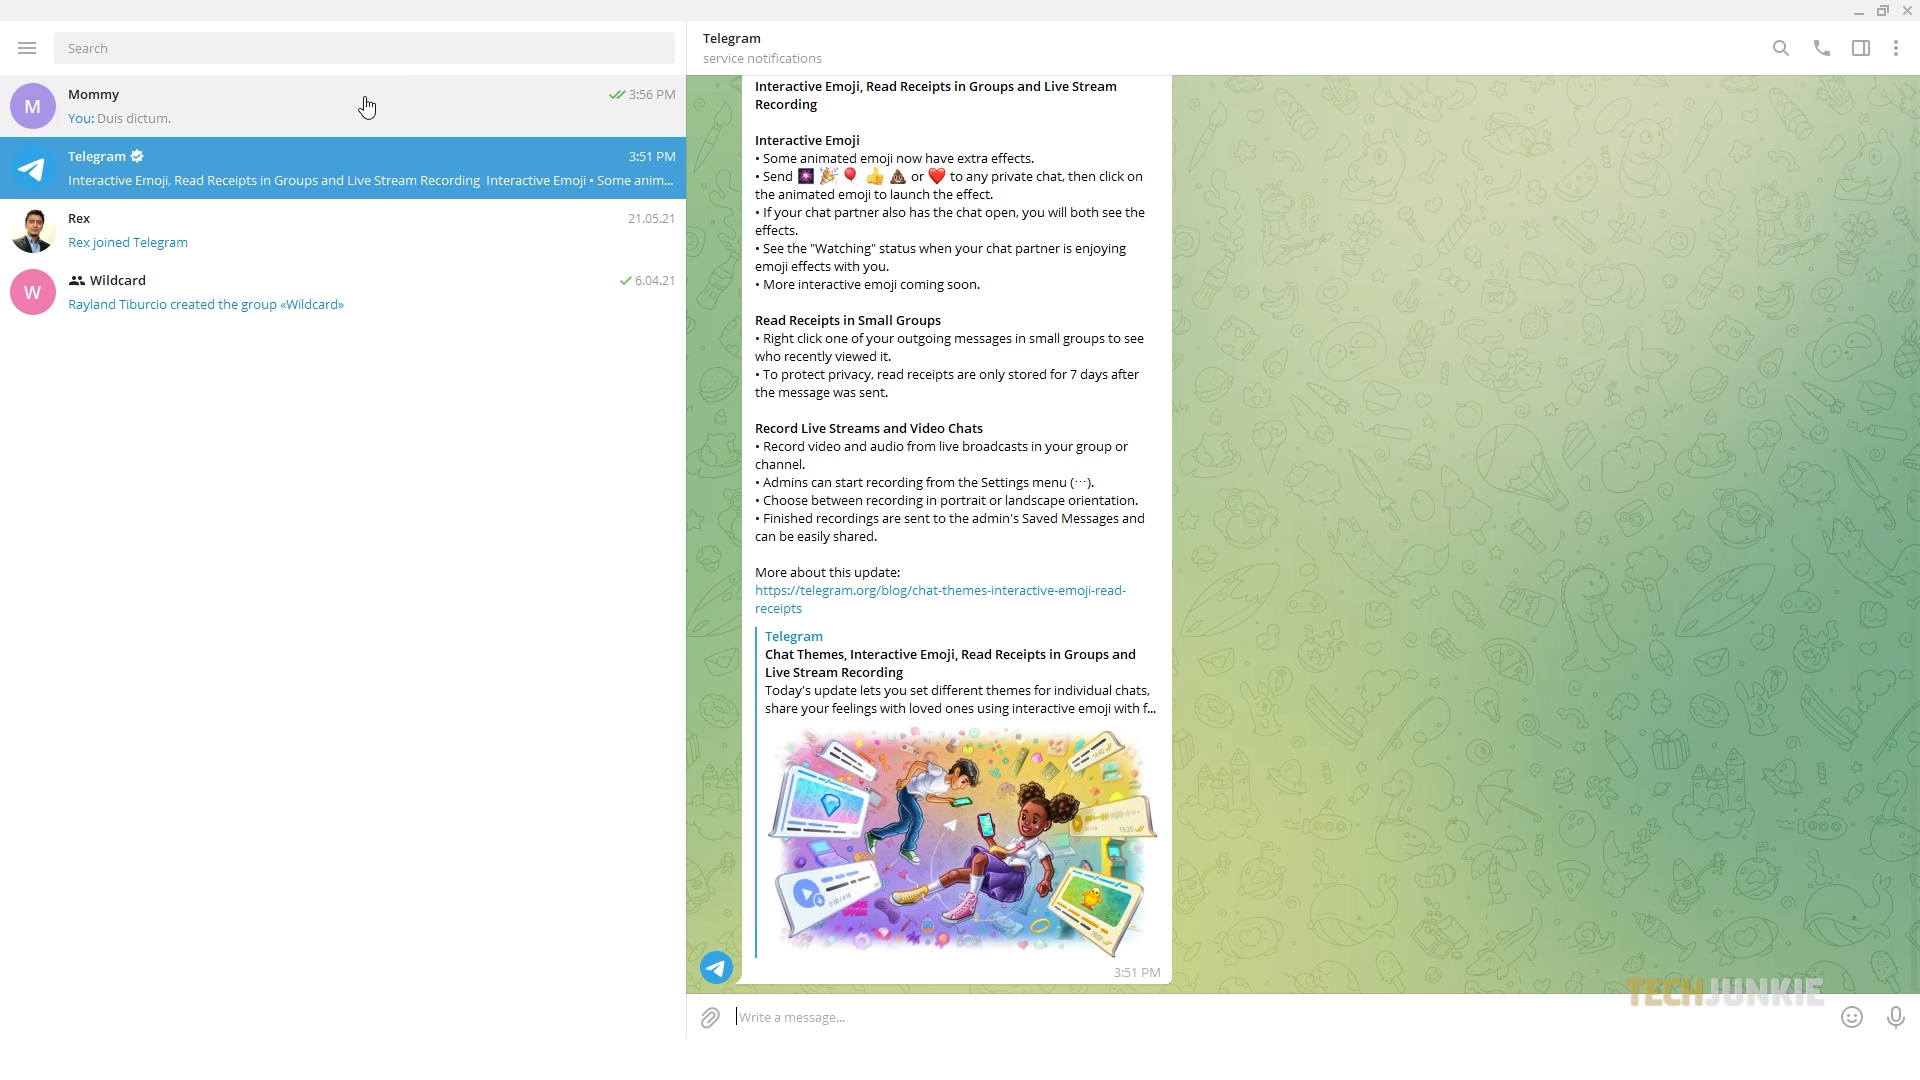 Search
M
Mommy
3:56 PM
You: Duis dictum.
Telegram
3:51 PM
Interactive Emoji, Read Receipts in Groups and Live Stream Recording Interactive Emoji • Some anim...
Rex
21.05.21
Rex joined Telegram
W
Wildcard
6.04.21
Rayland Tiburcio created the group «Wildcard»
Telegram
service notifications
Interactive Emoji, Read Receipts in Groups and Live Stream
Recording
Interactive Emoji
• Some animated emoji now have extra effects.
• Send 🎆 🎉 🎈 👍 💩 or ❤️ to any private chat, then click on
the animated emoji to launch the effect.
• If your chat partner also has the chat open, you will both see the
effects.
• See the "Watching" status when your chat partner is enjoying
emoji effects with you.
• More interactive emoji coming soon.
Read Receipts in Small Groups
• Right click one of your outgoing messages in small groups to see
who recently viewed it.
• To protect privacy, read receipts are only stored for 7 days after
the message was sent.
Record Live Streams and Video Chats
• Record video and audio from live broadcasts in your group or
channel.
• Admins can start recording from the Settings menu (⋯).
• Choose between recording in portrait or landscape orientation.
• Finished recordings are sent to the admin's Saved Messages and
can be easily shared.
More about this update:
https://telegram.org/blog/chat-themes-interactive-emoji-read-
receipts
Telegram
Chat Themes, Interactive Emoji, Read Receipts in Groups and
Live Stream Recording
Today's update lets you set different themes for individual chats,
share your feelings with loved ones using interactive emoji with f...
3:51 PM
TECHJUNKIE
Write a message...